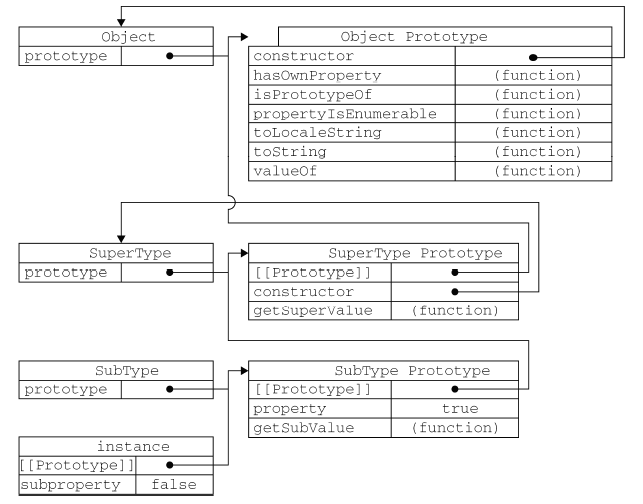 Object
prototype
Object Prototype
constructor
hasOwnProperty (function)
isPrototypeOf (function)
propertyIsEnumerable (function)
toLocaleString (function)
toString (function)
valueOf (function)
SuperType
prototype
SuperType Prototype
[[Prototype]]
constructor
getSuperValue (function)
SubType
prototype
SubType Prototype
[[Prototype]]
property true
getSubValue (function)
instance
[[Prototype]]
subproperty false